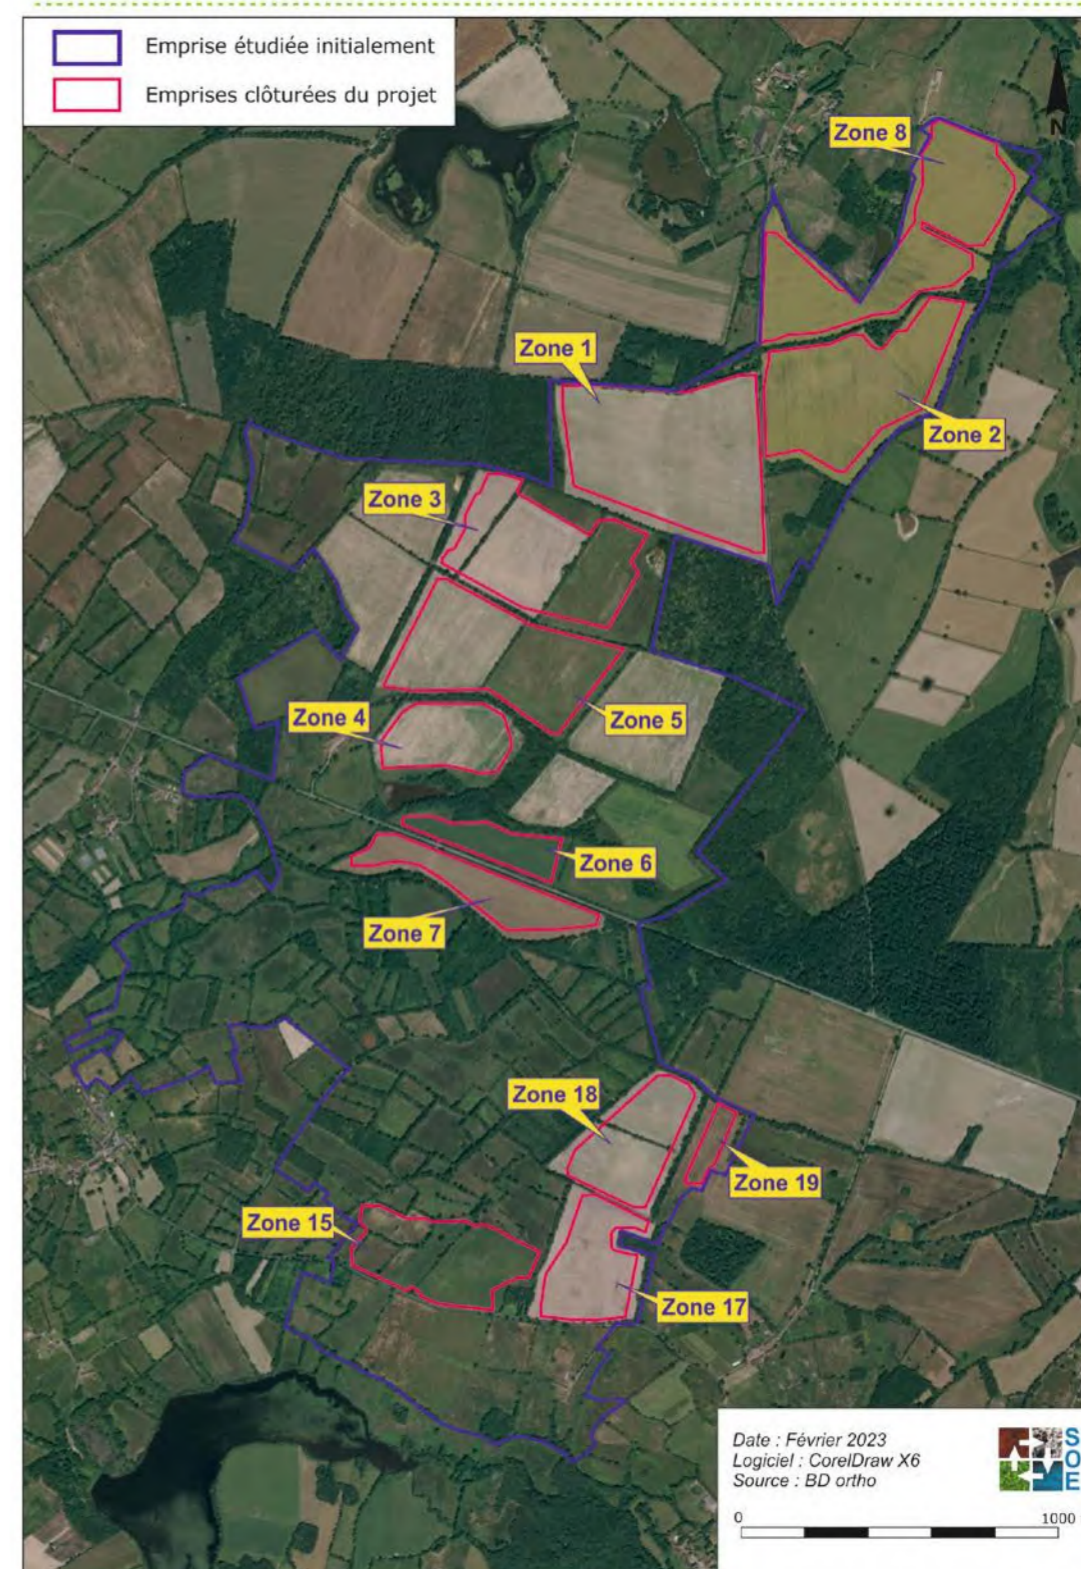 Emprise étudiée initialement
Emprises clôturées du projet
N
Zone 8
Zone 1
Zone 2
Zone 3
Zone 4
Zone 5
Zone 6
Zone 7
Zone 18
Zone 19
Zone 15
Zone 17
Date : Février 2023
Logiciel : CorelDraw X6
Source : BD ortho
SOE
0 1000